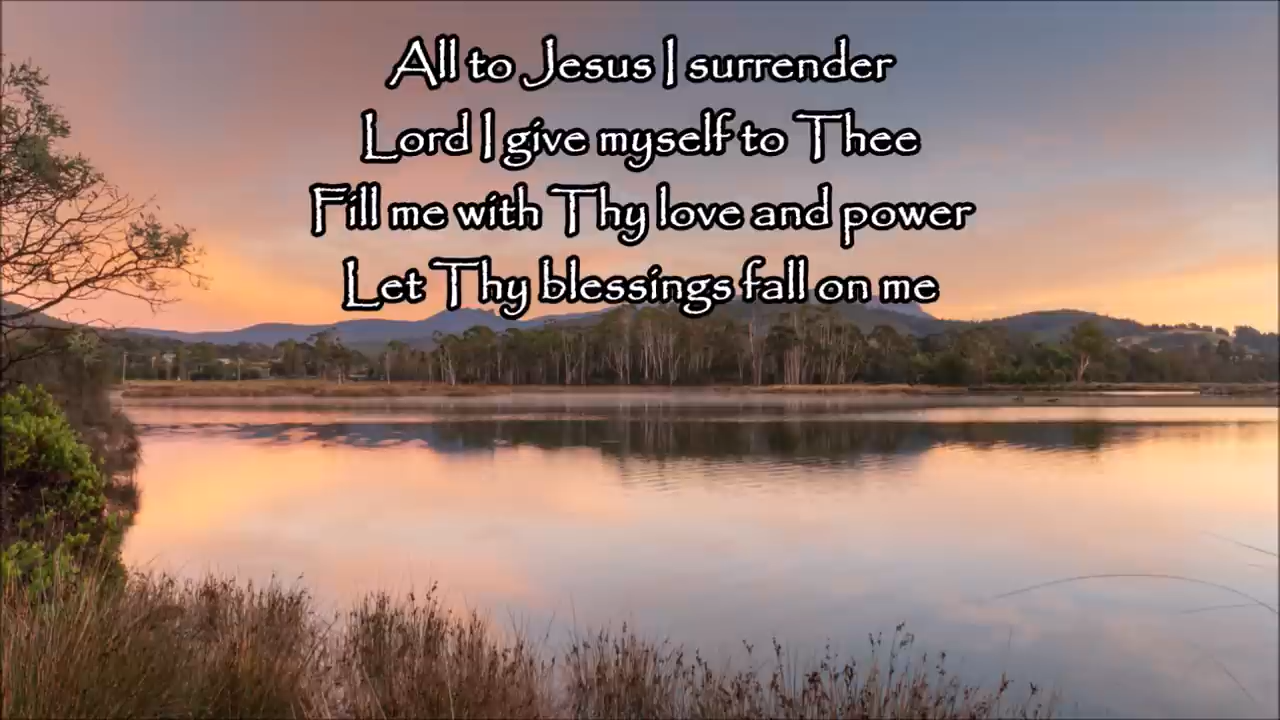 All to Jesus I surrender
Lord I give myself to Thee
Fill me with Thy love and power
Let Thy blessings fall on me